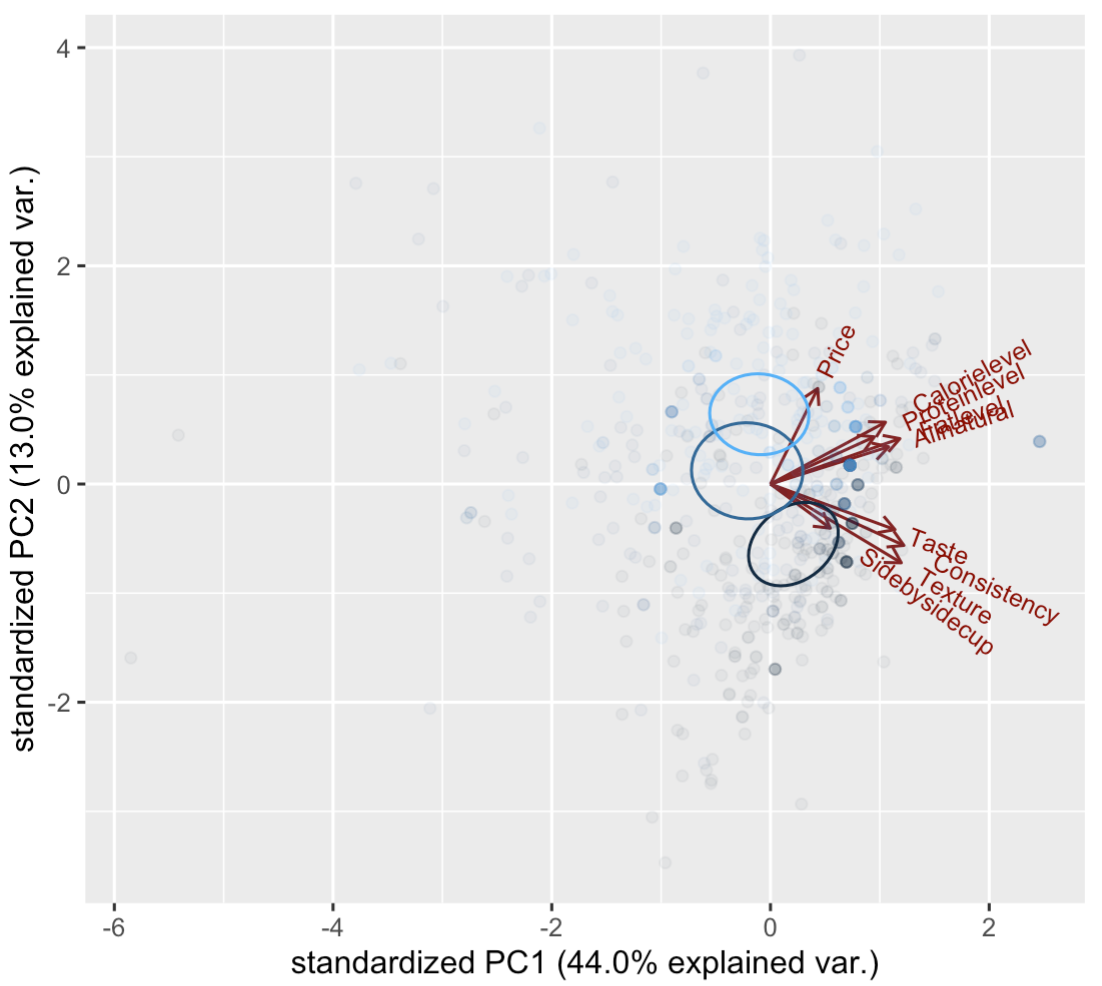 4
2
0
-2
standardized PC2 (13.0% explained var.)
Price
Calorielevel
Proteinlevel
Fatlevel
Allnatural
Taste
Consistency
Texture
Sidebysidecup
-6
-4
-2
0
2
standardized PC1 (44.0% explained var.)